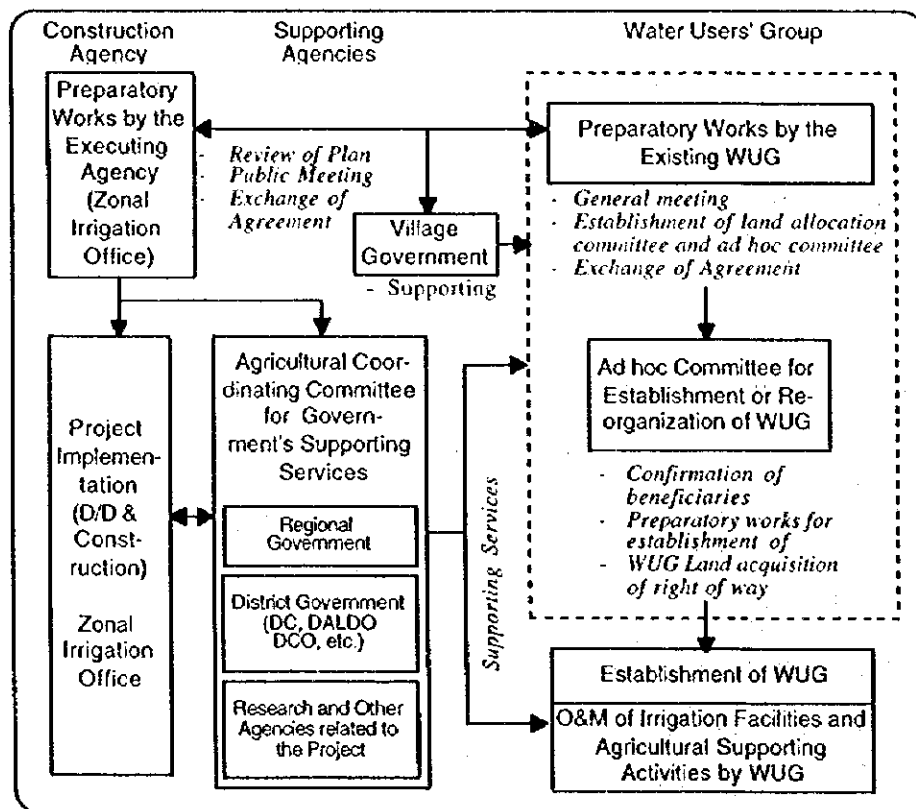 Construction
Agency
Supporting
Agencies
Water Users' Group
Preparatory
Works by the
Executing
Agency
(Zonal
Irrigation
Office)
- Review of Plan
- Public Meeting
- Exchange of
Agreement
Village
Government
- Supporting
Preparatory Works by the
Existing WUG
- General meeting
- Establishment of land allocation
committee and ad hoc committee
- Exchange of Agreement
Ad hoc Committee for
Establishment or Re-
organization of WUG
- Confirmation of
beneficiaries
- Preparatory works for
establishment of
- WUG Land acquisition
of right of way
Project
Implemen-
tation
(D/D &
Const-
ruction)
Zonal
Irrigation
Office
Agricultural Coor-
dinating Committee
for Govern-
ment's Supporting
Services
Regional
Government
District Government
(DC, DALDO
DCO, etc.)
Research and Other
Agencies related to
the Project
Supporting Services
Establishment of WUG
O&M of Irrigation Facilities and
Agricultural Supporting
Activities by WUG